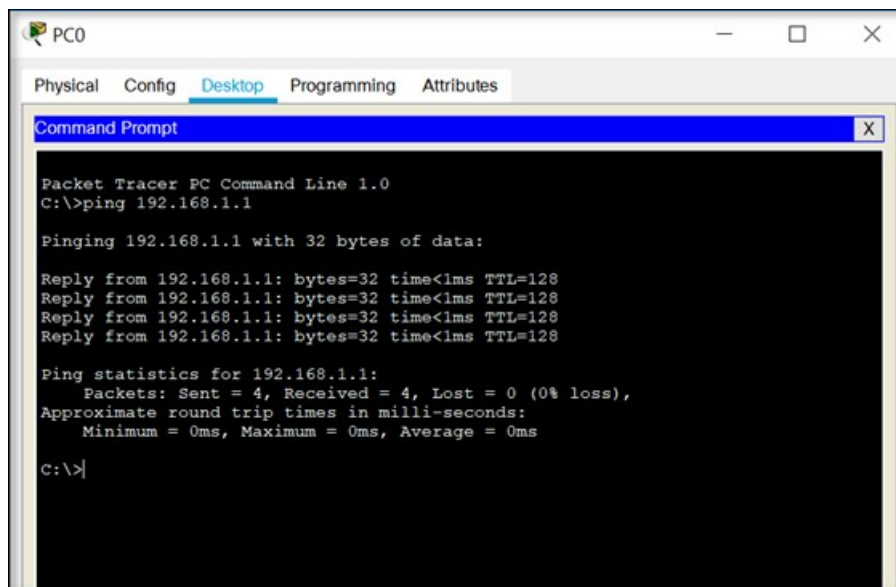 PC0
Physical Config Desktop Programming Attributes
Command Prompt X
Packet Tracer PC Command Line 1.0
C:\>ping 192.168.1.1
Pinging 192.168.1.1 with 32 bytes of data:
Reply from 192.168.1.1: bytes=32 time<1ms TTL=128
Reply from 192.168.1.1: bytes=32 time<1ms TTL=128
Reply from 192.168.1.1: bytes=32 time<1ms TTL=128
Reply from 192.168.1.1: bytes=32 time<1ms TTL=128
Ping statistics for 192.168.1.1:
    Packets: Sent = 4, Received = 4, Lost = 0 (0% loss),
Approximate round trip times in milli-seconds:
    Minimum = 0ms, Maximum = 0ms, Average = 0ms
C:\>